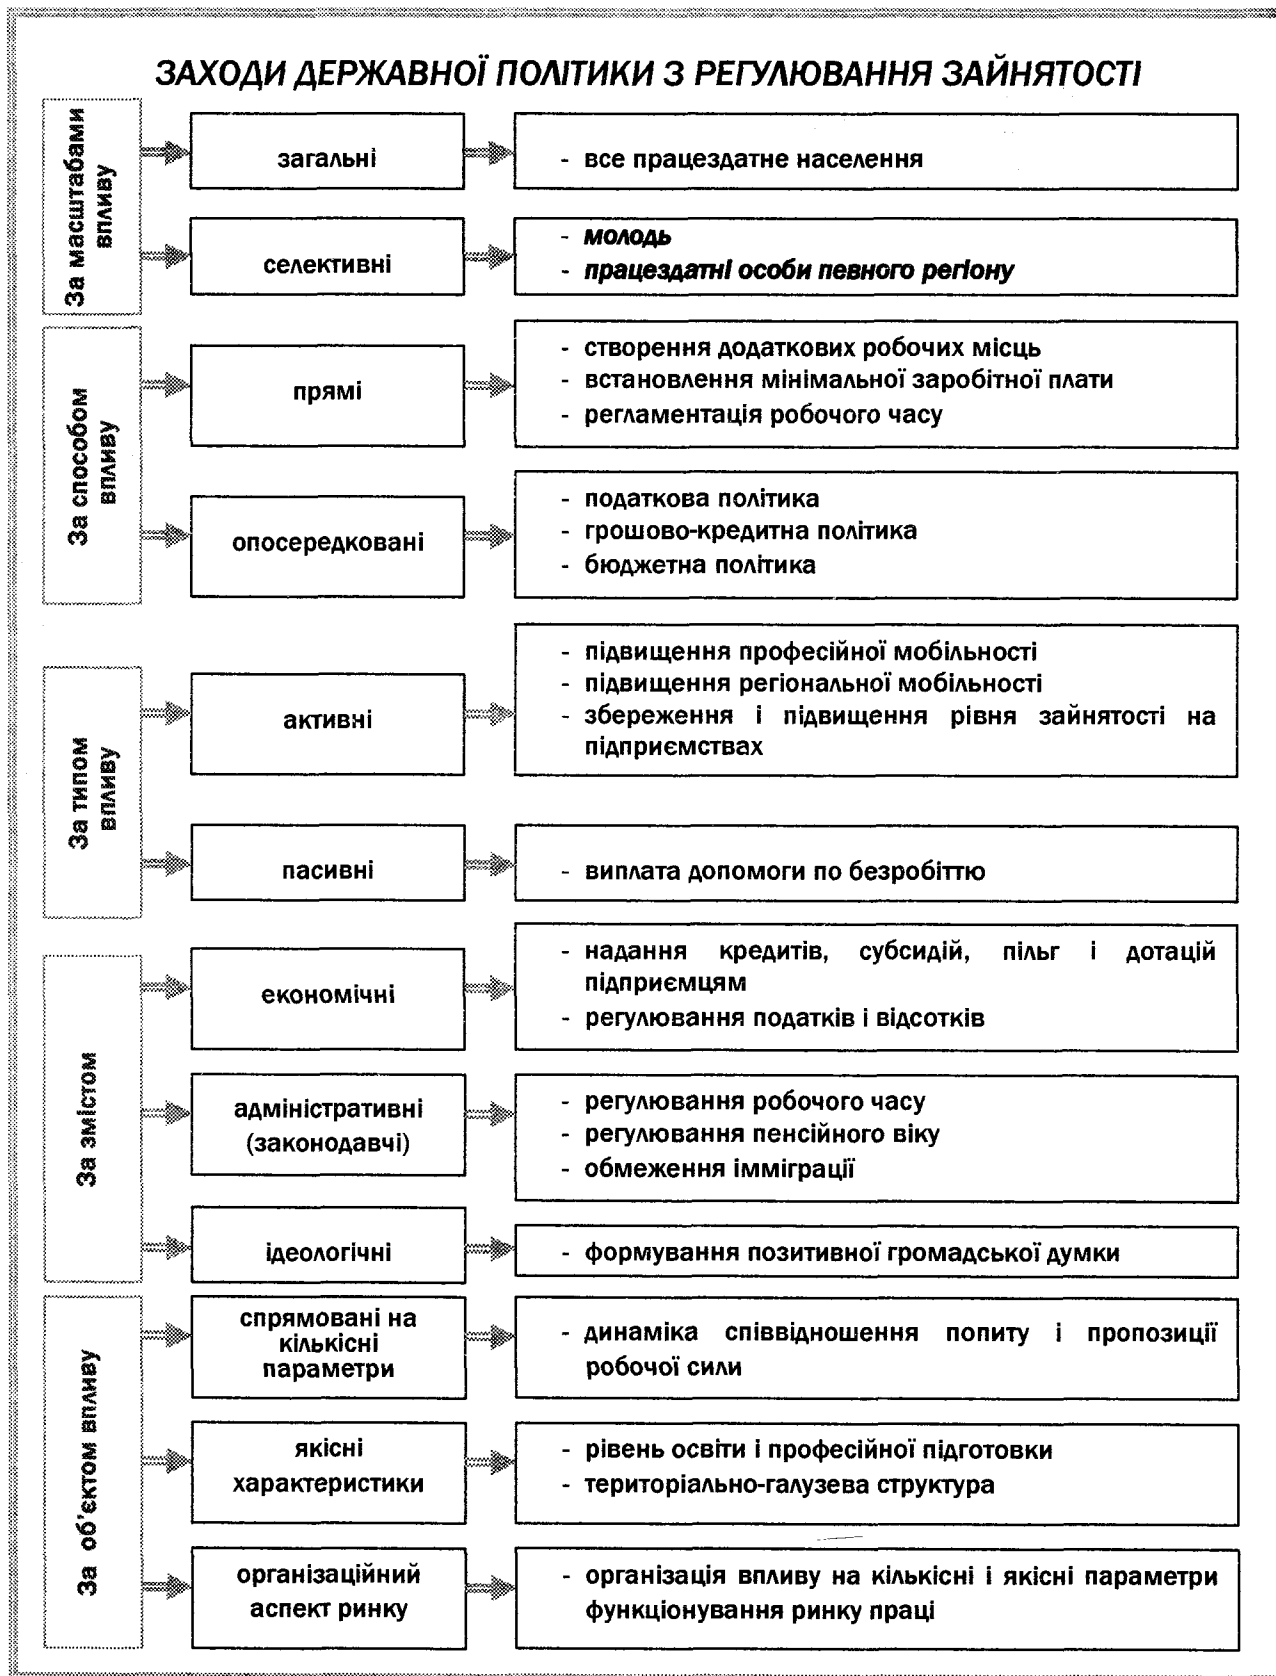 ЗАХОДИ ДЕРЖАВНОЇ ПОЛІТИКИ З РЕГУЛЮВАННЯ ЗАЙНЯТОСТІ
За масштабами
впливу
загальні
- все працездатне населення
селективні
- молодь
- працездатні особи певного регіону
За способом
впливу
прямі
- створення додаткових робочих місць
- встановлення мінімальної заробітної плати
- регламентація робочого часу
опосередковані
- податкова політика
- грошово-кредитна політика
- бюджетна політика
За типом
впливу
активні
- підвищення професійної мобільності
- підвищення регіональної мобільності
- збереження і підвищення рівня зайнятості на
підприємствах
пасивні
- виплата допомоги по безробіттю
За змістом
економічні
- надання кредитів, субсидій, пільг і дотацій
підприємцям
- регулювання податків і відсотків
адміністративні
(законодавчі)
- регулювання робочого часу
- регулювання пенсійного віку
- обмеження імміграції
ідеологічні
- формування позитивної громадської думки
За об'єктом впливу
спрямовані на
кількісні
параметри
- динаміка співвідношення попиту і пропозиції
робочої сили
якісні
характеристики
- рівень освіти і професійної підготовки
- територіально-галузева структура
організаційний
аспект ринку
- організація впливу на кількісні і якісні параметри
функціонування ринку праці